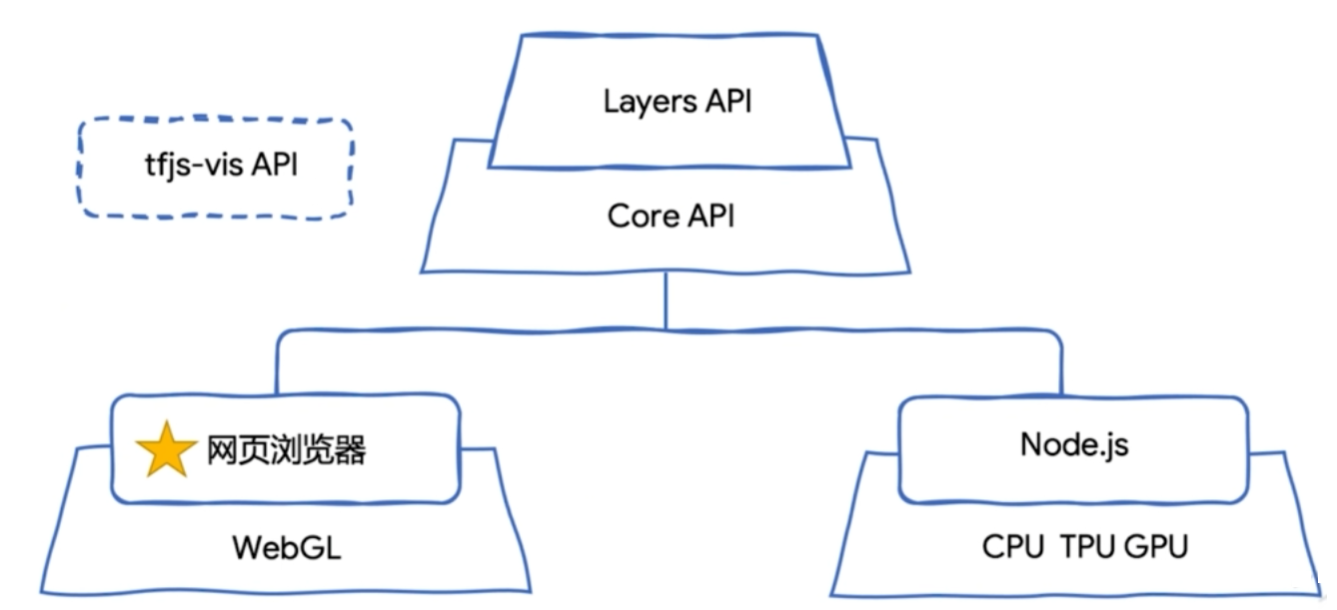 Layers API
tfjs-vis API
Core API
网页浏览器
Node.js
WebGL
CPU TPU GPU